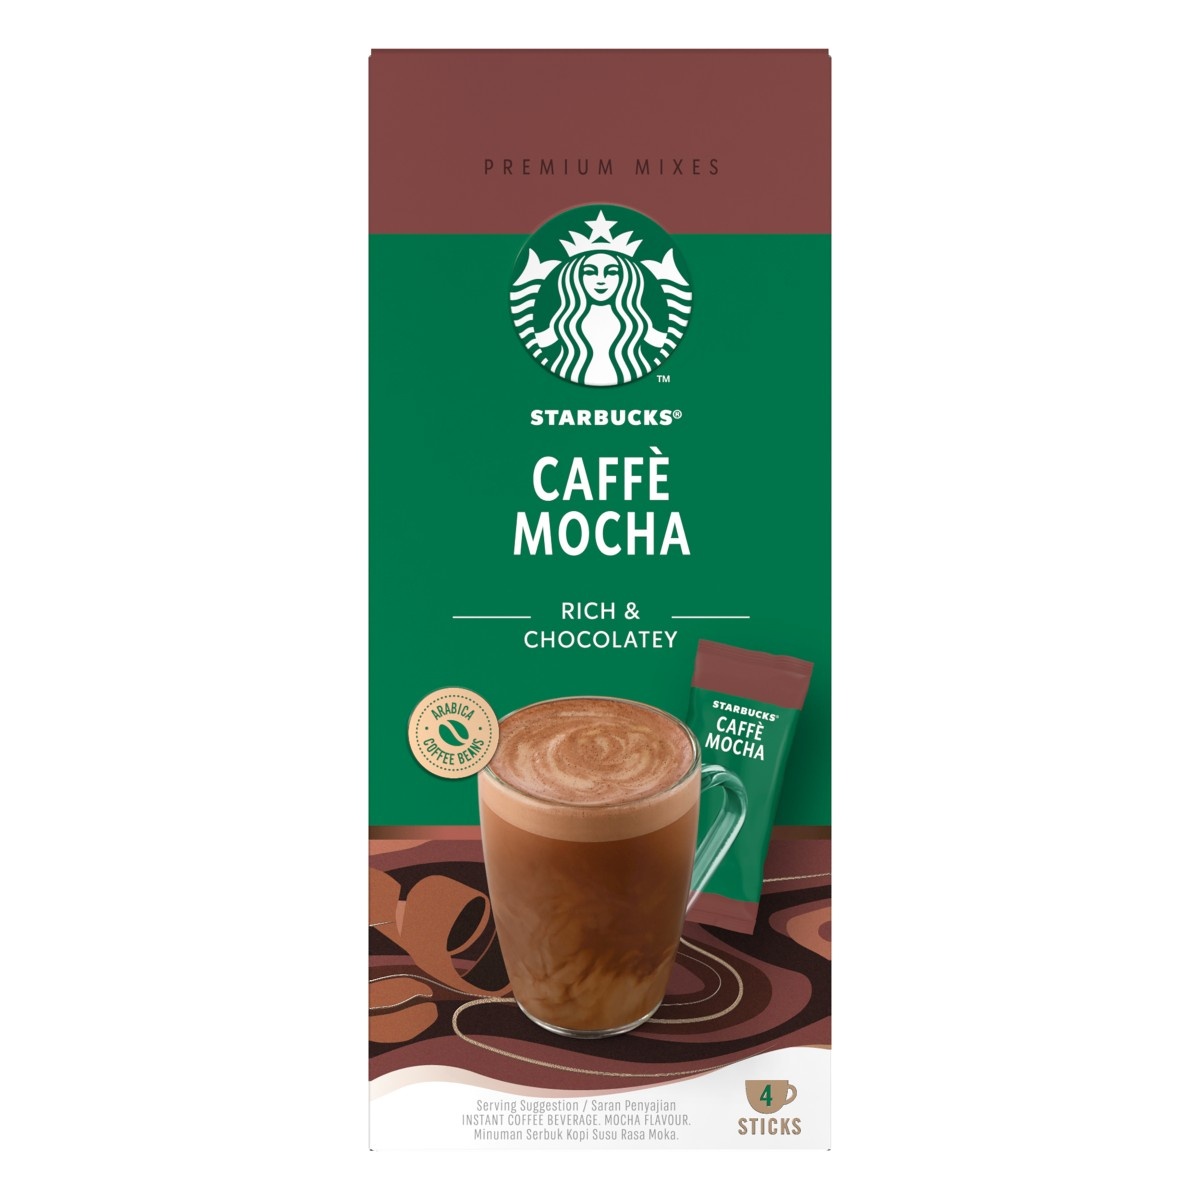 PREMIUM MIXES
TM
STARBUCKS®
CAFFÈ
MOCHA
RICH &
CHOCOLATEY
ARABICA
COFFEE BEANS
STARBUCKS®
CAFFÈ
MOCHA
4
STICKS
Serving Suggestion / Saran Penyajian
INSTANT COFFEE BEVERAGE. MOCHA FLAVOUR.
Minuman Serbuk Kopi Susu Rasa Moka.